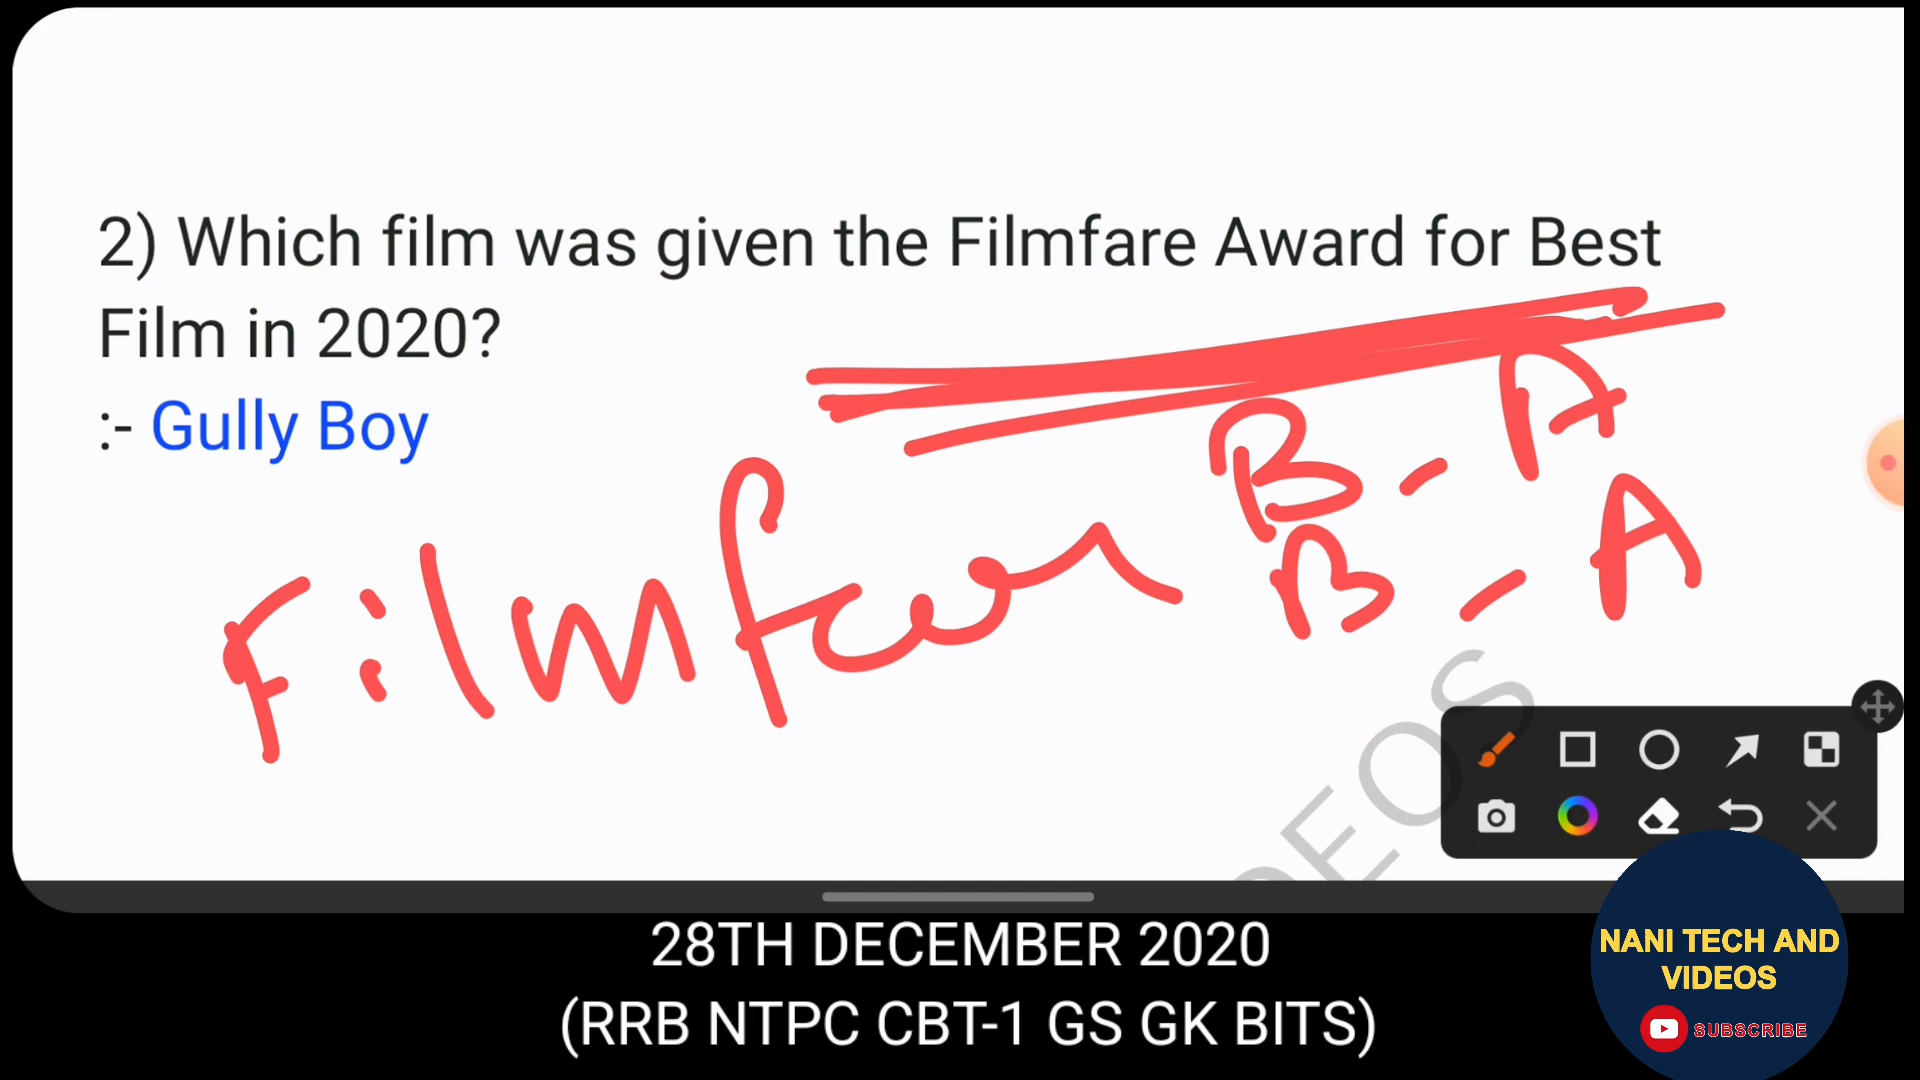 2) Which film was given the Filmfare Award for Best
Film in 2020?
:- Gully Boy
B - A
B - A
DEOS
28TH DECEMBER 2020
(RRB NTPC CBT-1 GS GK BITS)
NANI TECH AND
VIDEOS
SUBSCRIBE